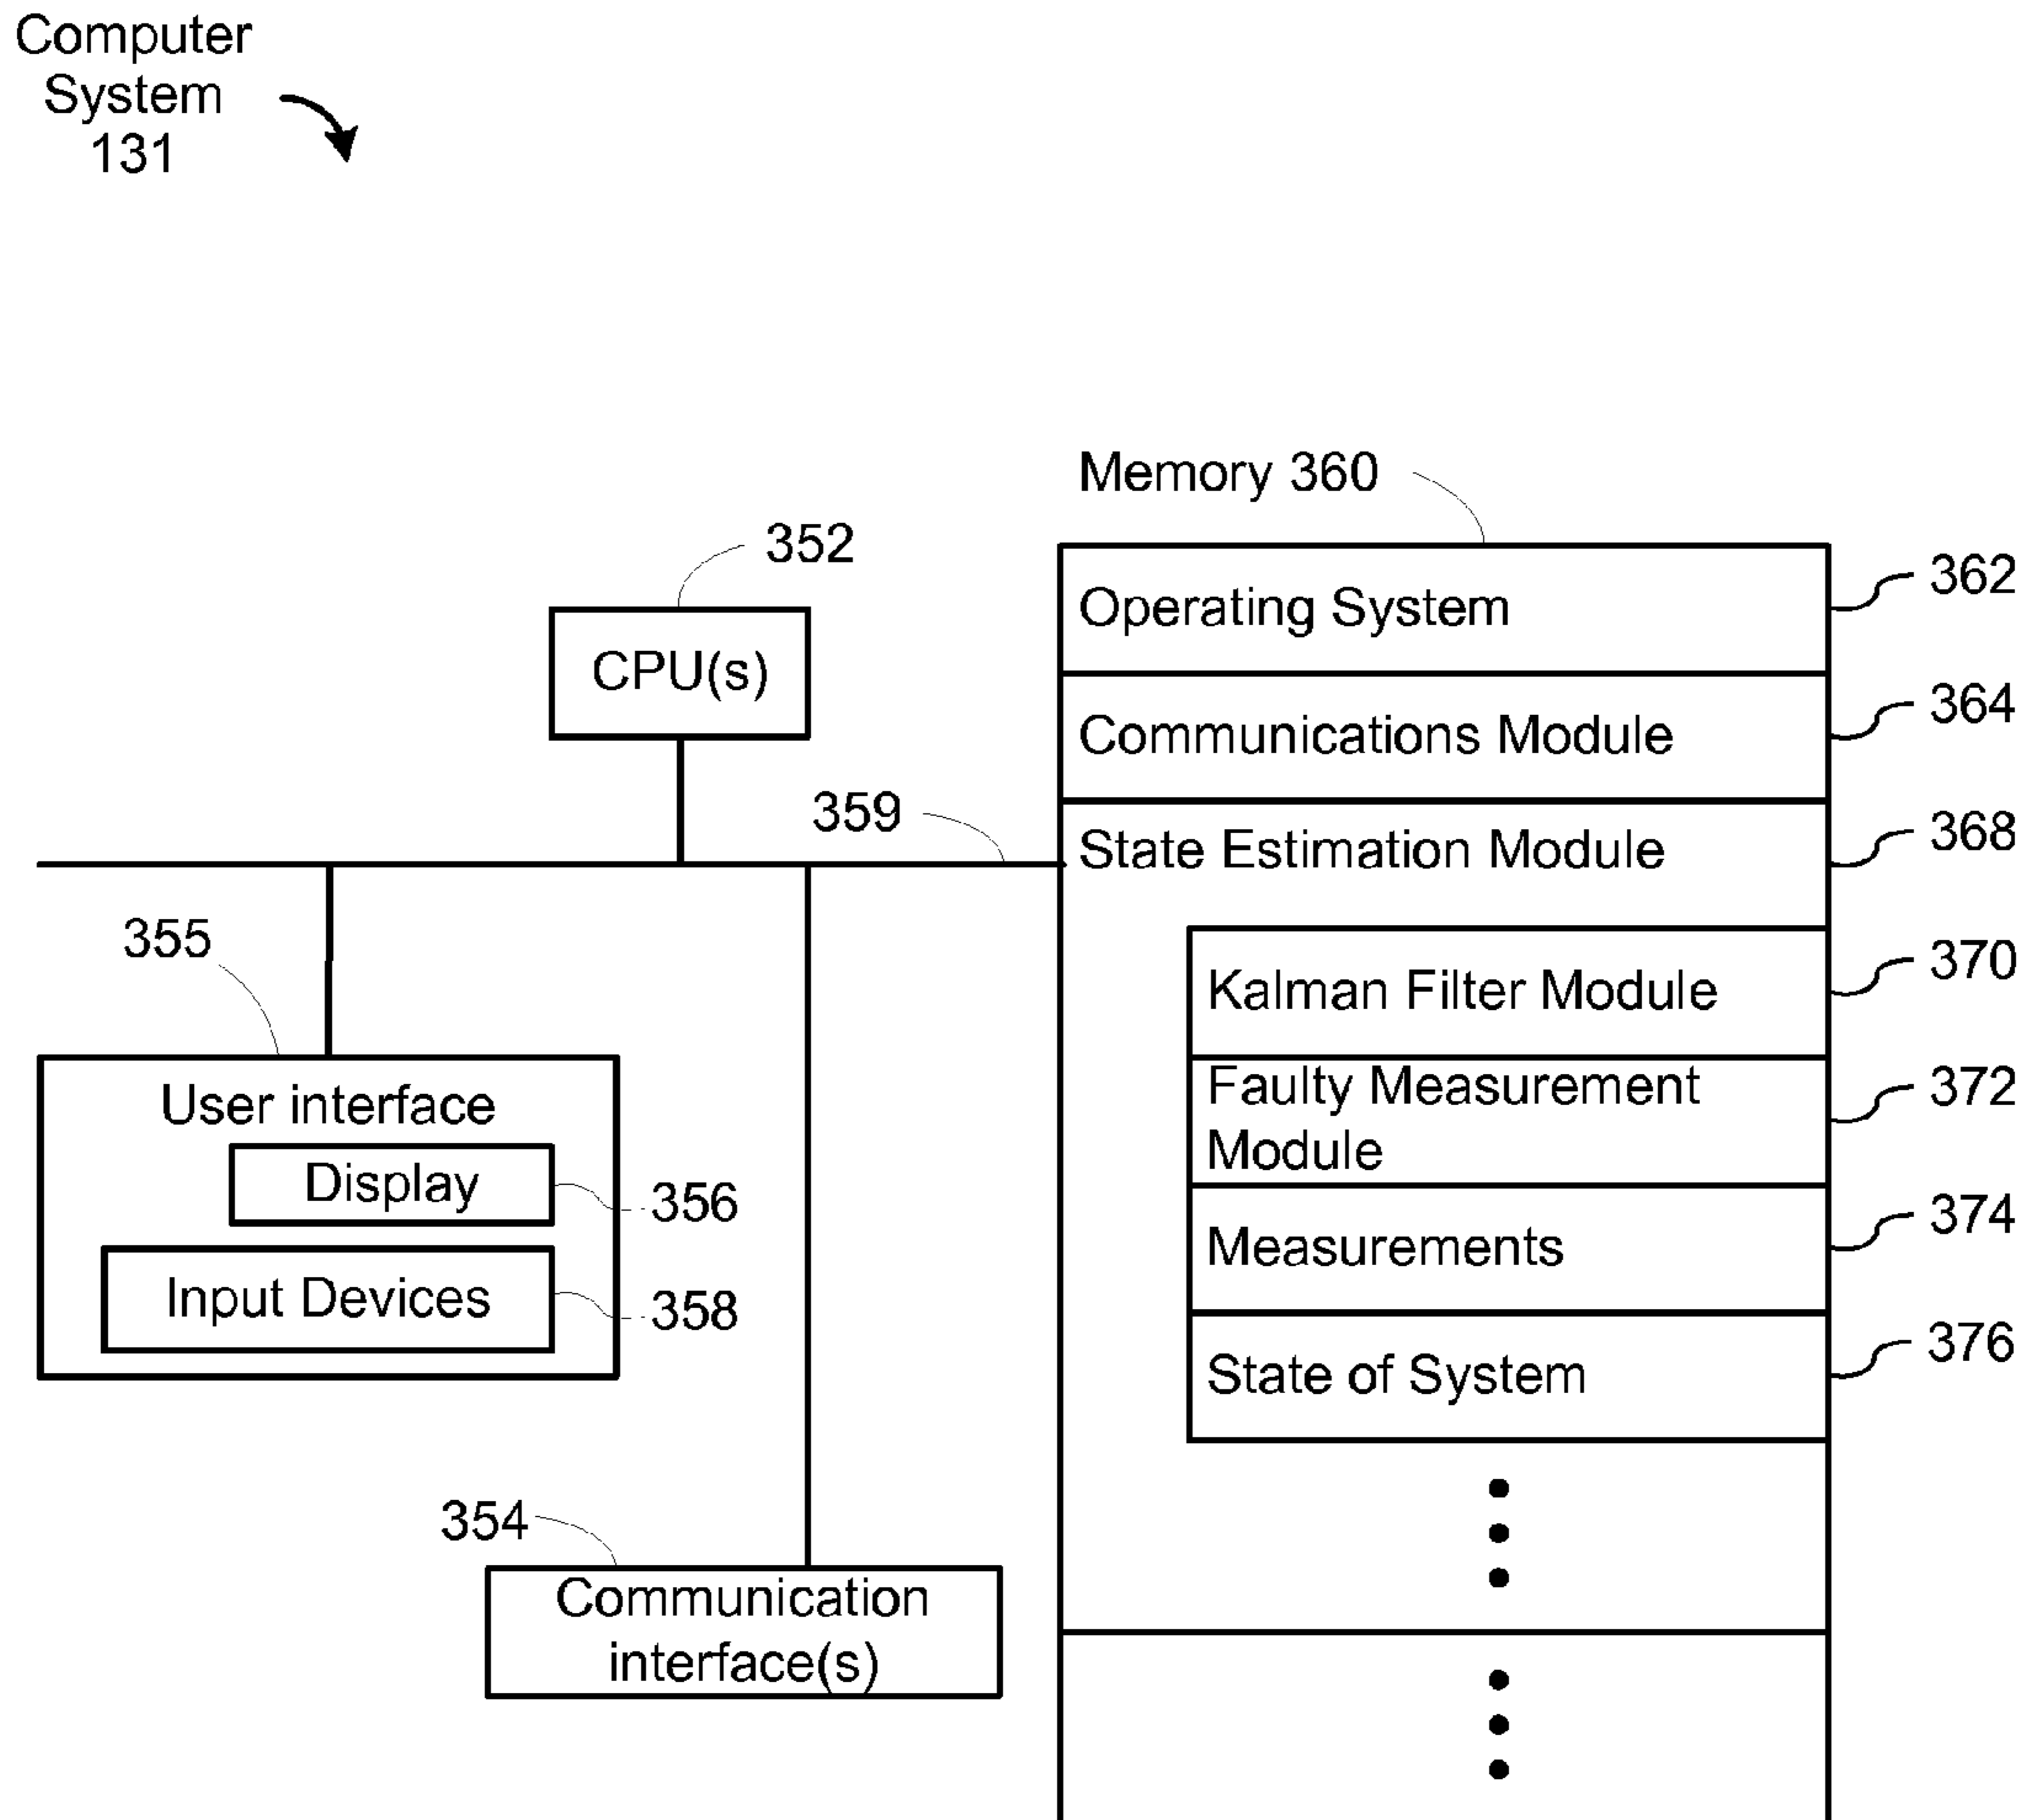 Computer
System
131
Memory 360
352
362
Operating System
CPU(s)
364
Communications Module
359
368
State Estimation Module
355
370
Kalman Filter Module
User interface
372
Faulty Measurement
Module
Display
356
374
Measurements
Input Devices
358
376
State of System
354
Communication
interface(s)